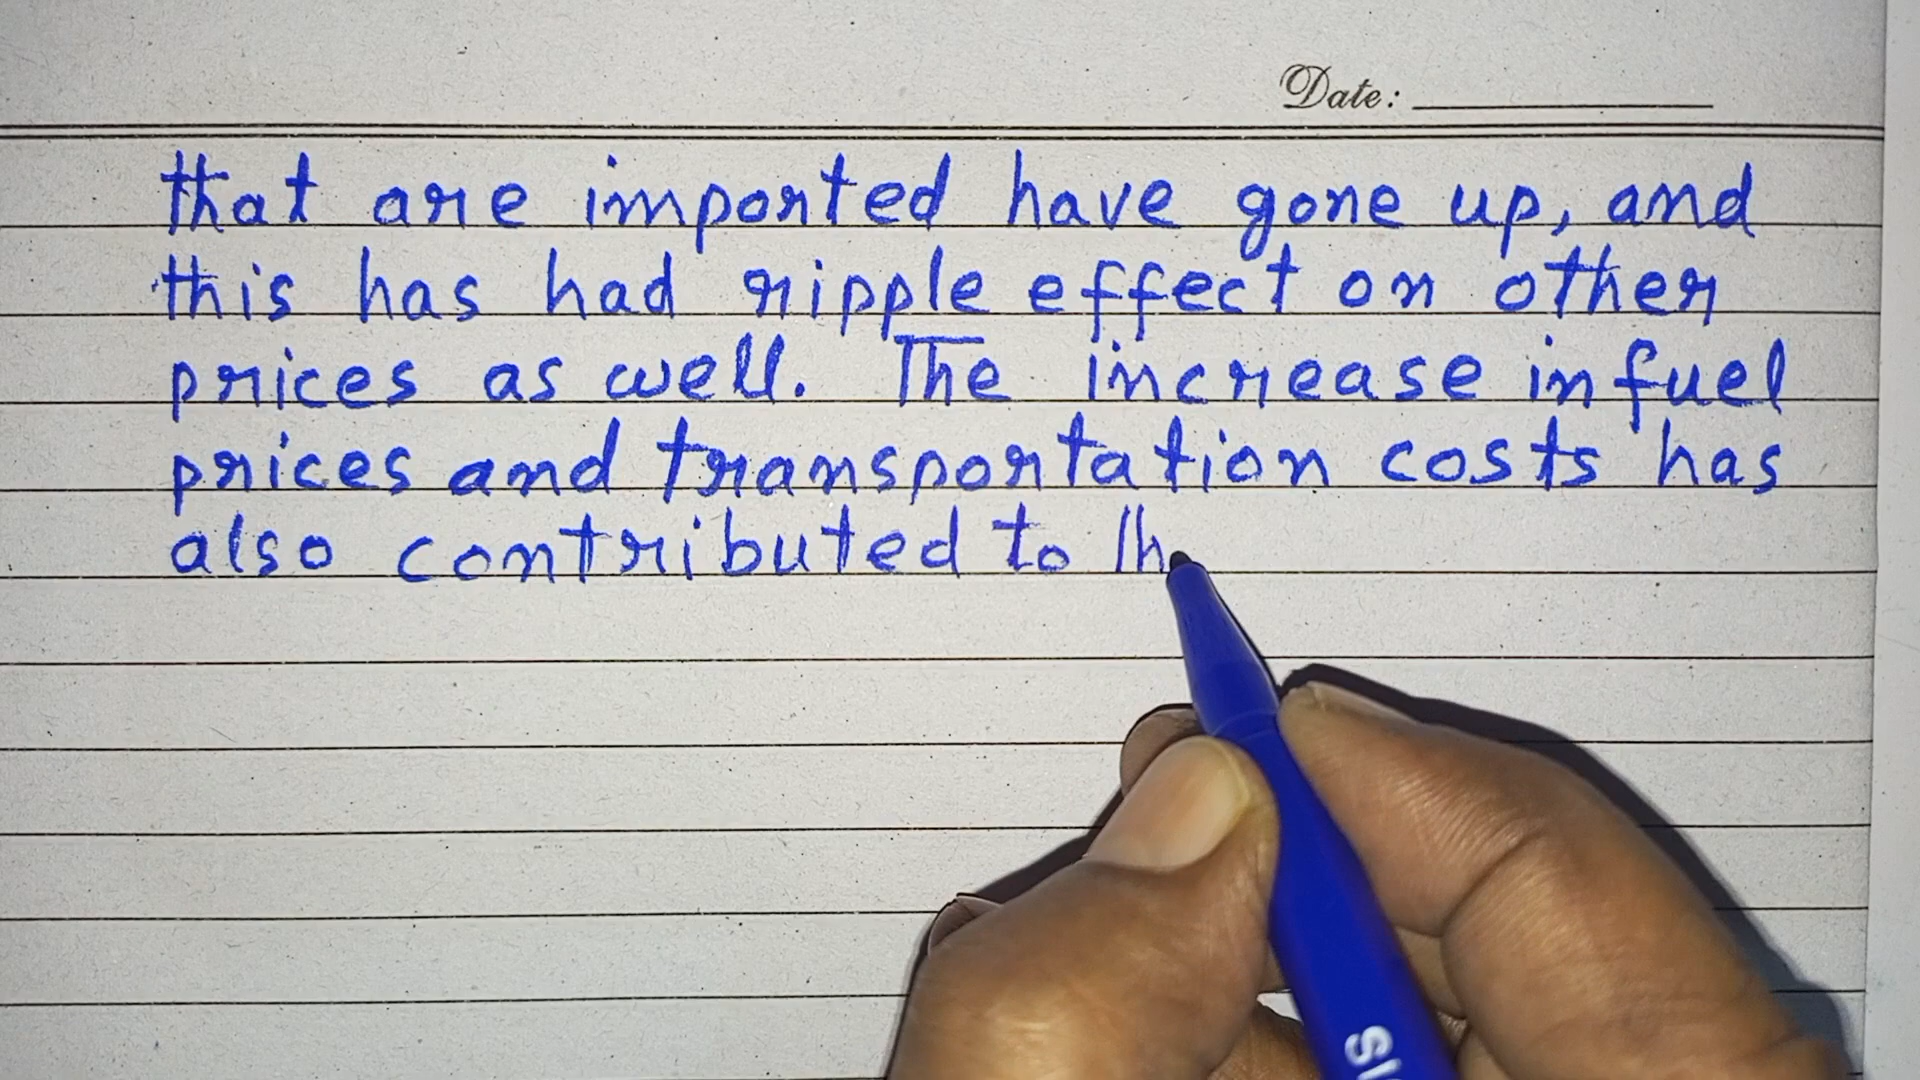 Date:
that are imported have gone up, and
this has had ripple effect on other
prices as well. The increase in fuel
prices and transportation costs has
also contributed to th